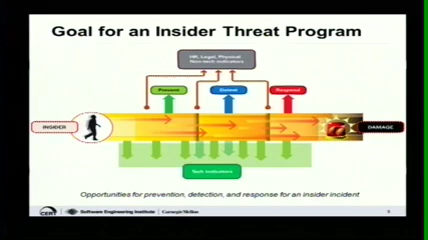 Goal for an Insider Threat Program
HR, Legal, Physical
Non-tech indicators
Prevent
Detect
Respond
INSIDER
DAMAGE
Tech Indicators
Opportunities for prevention, detection, and response for an insider incident
CERT
Software Engineering Institute
Carnegie Mellon